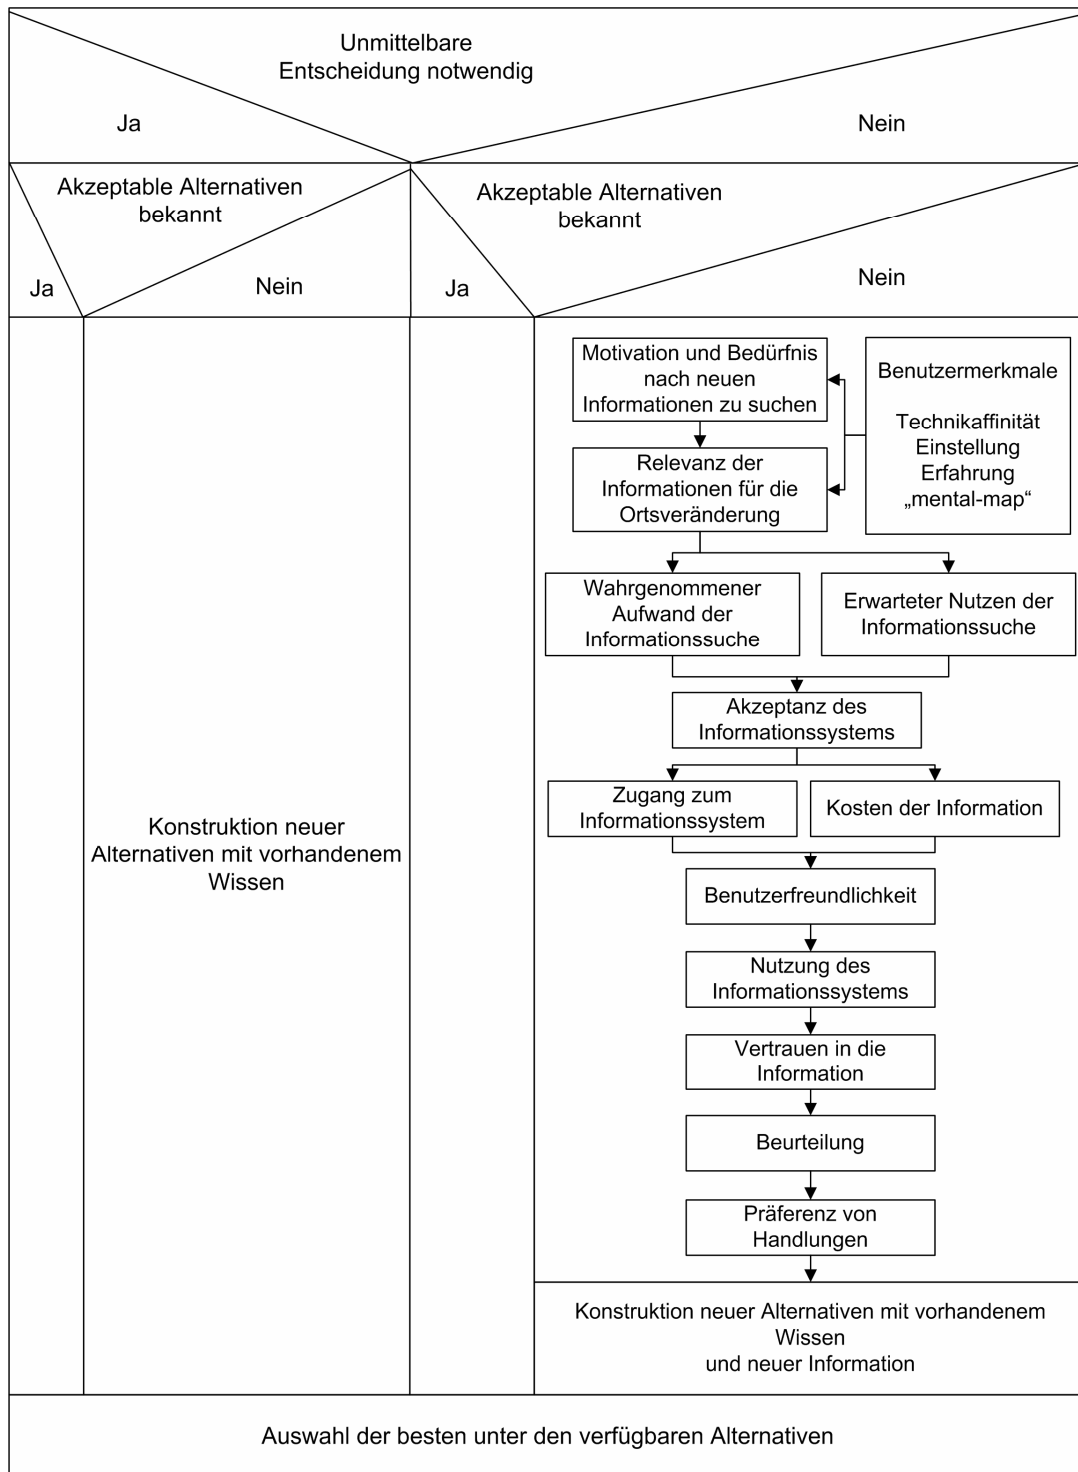 Unmittelbare
Entscheidung notwendig
Ja
Nein
Akzeptable Alternativen
bekannt
Akzeptable Alternativen
bekannt
Ja
Nein
Ja
Nein
Motivation und Bedürfnis
nach neuen
Informationen zu suchen
Benutzermerkmale
Technikaffinität
Einstellung
Erfahrung
„mental-map“
Relevanz der
Informationen für die
Ortsveränderung
Wahrgenommener
Aufwand der
Informationssuche
Erwarteter Nutzen der
Informationssuche
Akzeptanz des
Informationssystems
Zugang zum
Informationssystem
Kosten der Information
Konstruktion neuer
Alternativen mit vorhandenem
Wissen
Benutzerfreundlichkeit
Nutzung des
Informationssystems
Vertrauen in die
Information
Beurteilung
Präferenz von
Handlungen
Konstruktion neuer Alternativen mit vorhandenem
Wissen
und neuer Information
Auswahl der besten unter den verfügbaren Alternativen